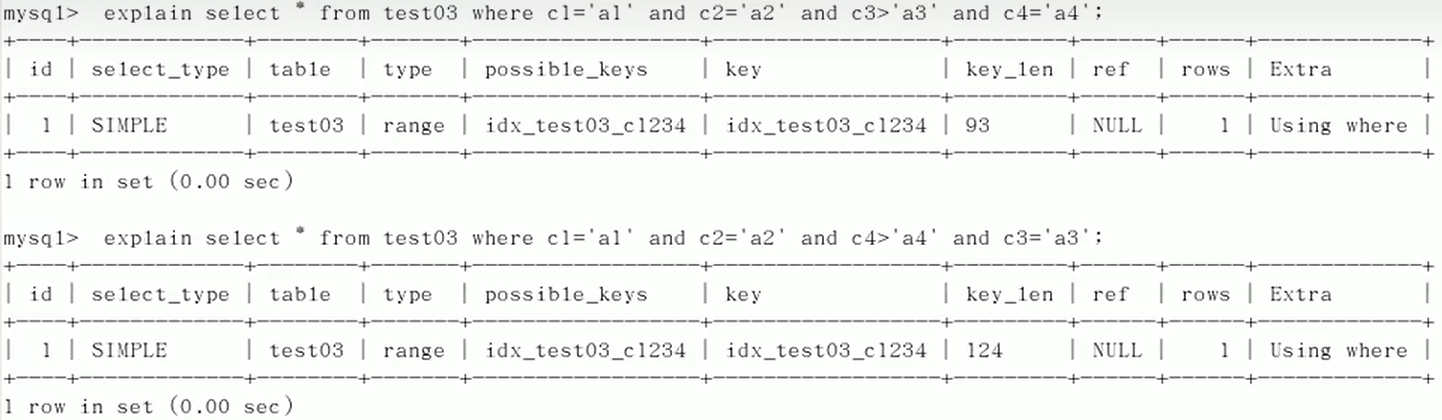 mysql>  explain select * from test03 where c1='a1' and c2='a2' and c3>'a3' and c4='a4';
+----+-------------+--------+-------+------------------+------------------+---------+------+------+-------------+
| id | select_type | table  | type  | possible_keys    | key              | key_len | ref  | rows | Extra       |
+----+-------------+--------+-------+------------------+------------------+---------+------+------+-------------+
|  1 | SIMPLE      | test03 | range | idx_test03_c1234 | idx_test03_c1234 | 93      | NULL |    1 | Using where |
+----+-------------+--------+-------+------------------+------------------+---------+------+------+-------------+
1 row in set (0.00 sec)
mysql>  explain select * from test03 where c1='a1' and c2='a2' and c4>'a4' and c3='a3';
+----+-------------+--------+-------+------------------+------------------+---------+------+------+-------------+
| id | select_type | table  | type  | possible_keys    | key              | key_len | ref  | rows | Extra       |
+----+-------------+--------+-------+------------------+------------------+---------+------+------+-------------+
|  1 | SIMPLE      | test03 | range | idx_test03_c1234 | idx_test03_c1234 | 124     | NULL |    1 | Using where |
+----+-------------+--------+-------+------------------+------------------+---------+------+------+-------------+
1 row in set (0.00 sec)